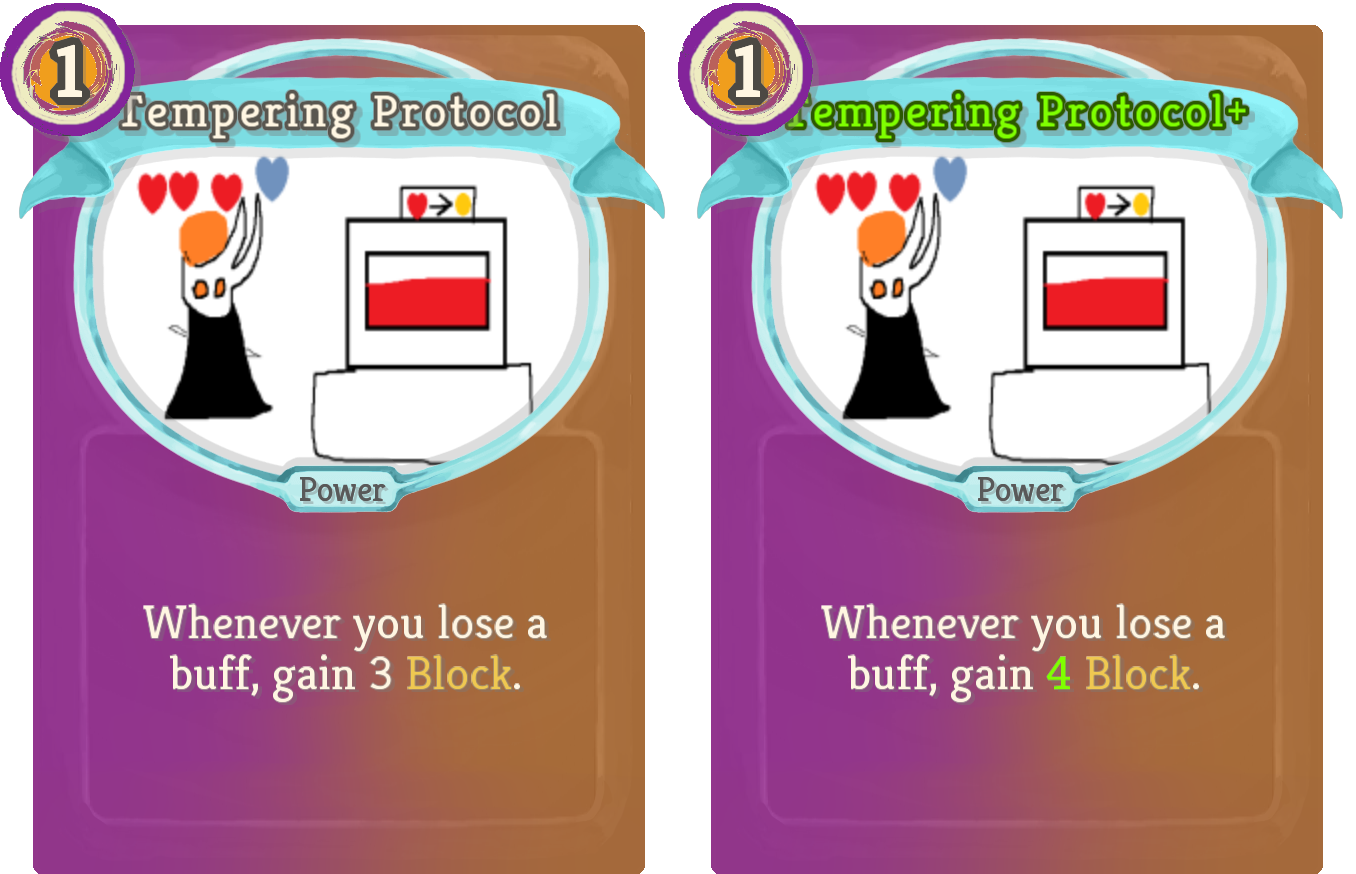 1
Tempering Protocol
Power
Whenever you lose a
buff, gain 3 Block.
1
Tempering Protocol+
Power
Whenever you lose a
buff, gain 4 Block.